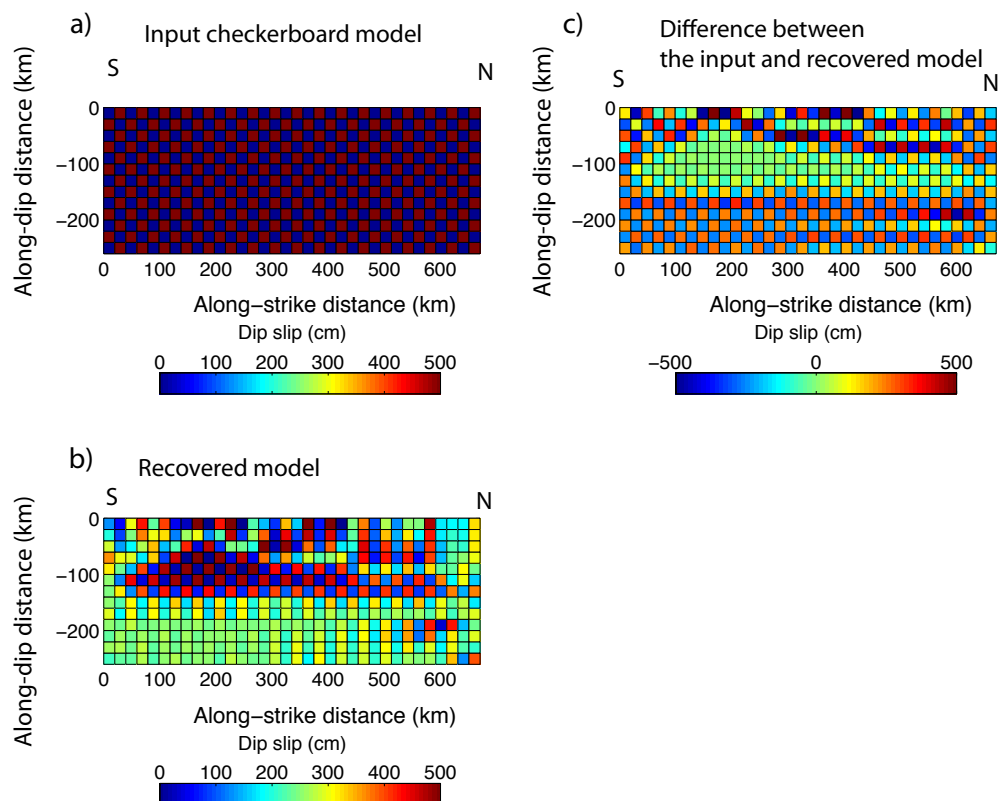 a)
Input checkerboard model
S
N
Along-dip distance (km)
0
−100
−200
0 100 200 300 400 500 600
Along−strike distance (km)
Dip slip (cm)
0 100 200 300 400 500
c)
Difference between
the input and recovered model
S
N
Along-dip distance (km)
0
−100
−200
0 100 200 300 400 500 600
Along−strike distance (km)
Dip slip (cm)
−500 0 500
b)
Recovered model
S
N
Along-dip distance (km)
0
−100
−200
0 100 200 300 400 500 600
Along−strike distance (km)
Dip slip (cm)
0 100 200 300 400 500